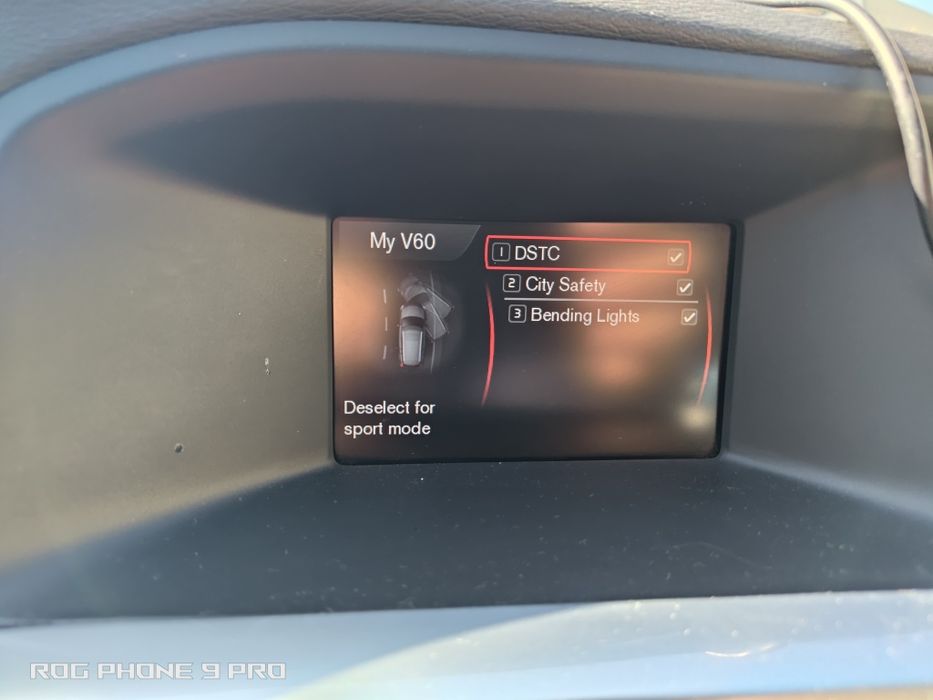 My V60
1 DSTC
2 City Safety
3 Bending Lights
Deselect for
sport mode
ROG PHONE 9 PRO